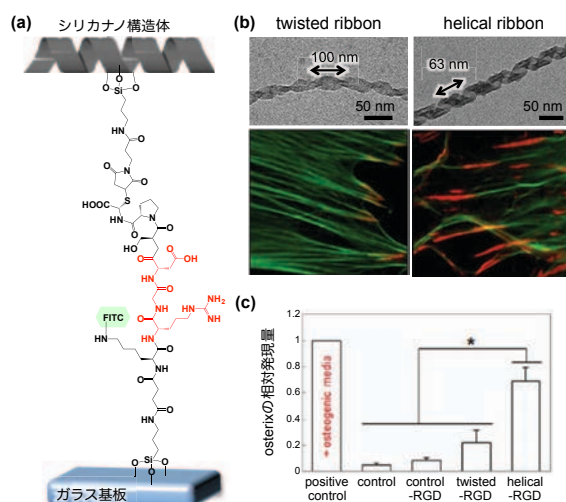 (a)
シリカナノ構造体
O
O
O
Si
NH
O
O
N
O
S
HOOC
N
HN
O
O
HO
O
O
OH
HN
NH
O
O
H
N
NH₂
NH
HN
FITC
HN
O
NH
O
O
HN
Si
O
O
O
ガラス基板
(b)
twisted ribbon
helical ribbon
100 nm
63 nm
50 nm
50 nm
(c)
osterixの相対発現量
1.2
1
0.8
0.6
0.4
0.2
0
+ osteogenic media
*
positive
control
control
control
-RGD
twisted
-RGD
helical
-RGD